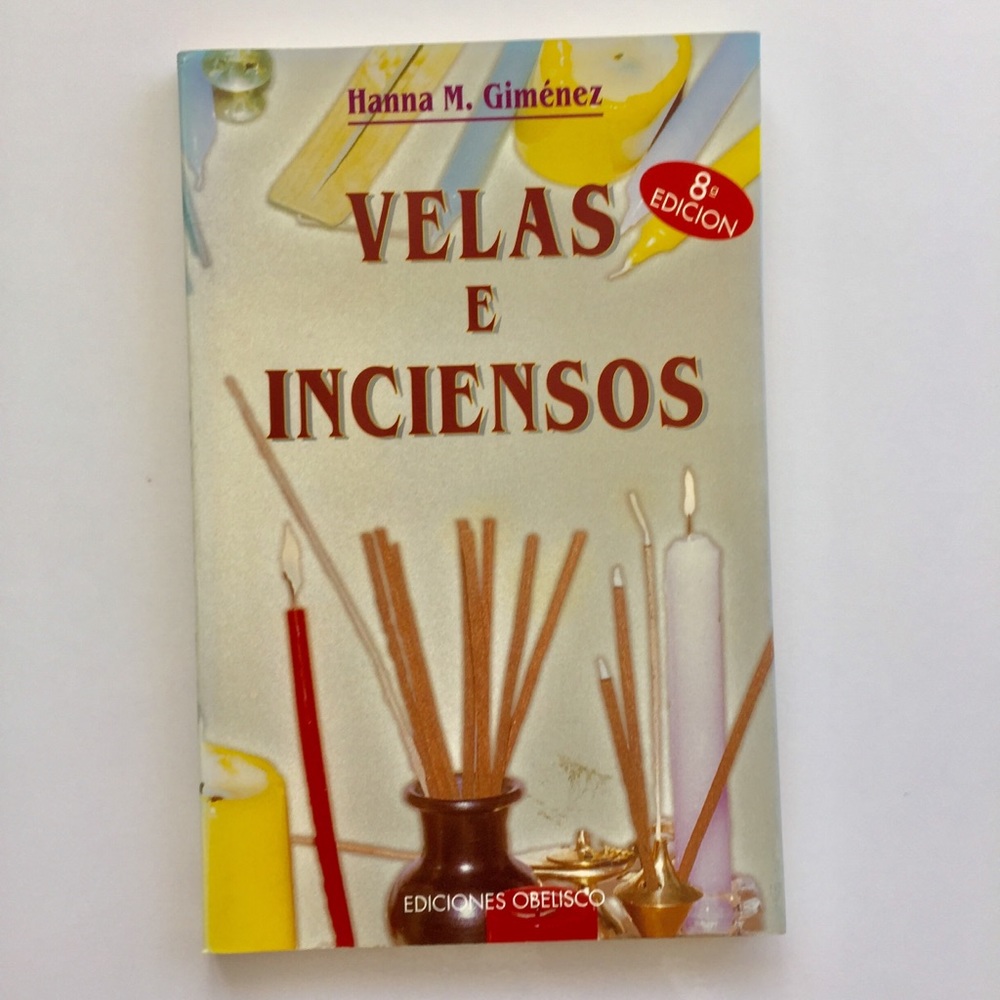 Hanna M. Giménez
8ª
EDICION
VELAS
E
INCIENSOS
EDICIONES OBELISCO